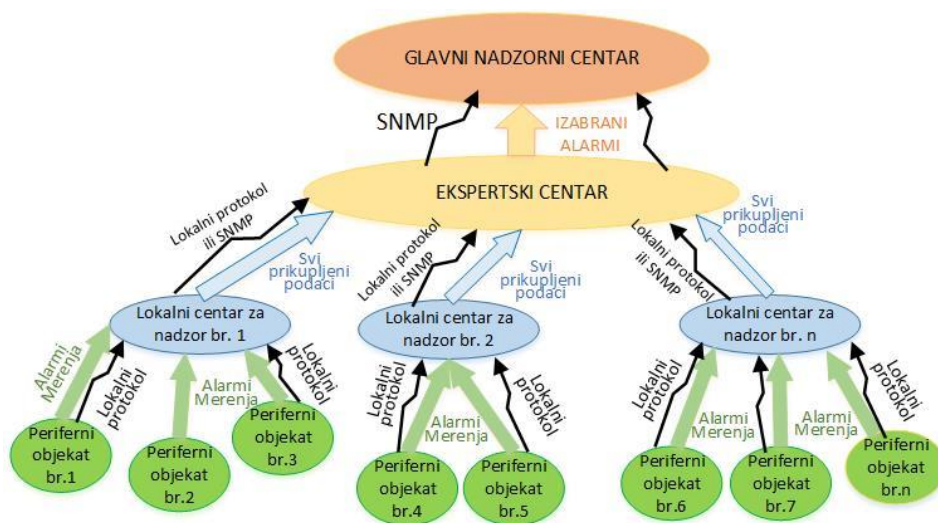 GLAVNI NADZORNI CENTAR
SNMP
IZABRANI
ALARMI
EKSPERTSKI CENTAR
Lokalni protokol
ili SNMP
Svi
prikupljeni
podaci
Lokalni protokol
ili SNMP
Svi
prikupljeni
podaci
Lokalni protokol
ili SNMP
Svi
prikupljeni
podaci
Lokalni centar za
nadzor br. 1
Lokalni centar za
nadzor br. 2
Lokalni centar za
nadzor br. n
Alarmi
Merenja
Lokalni
protokol
Alarmi
Merenja
Lokalni
protokol
Lokalni
protokol
Alarmi
Merenja
Lokalni
protokol
Lokalni
protokol
Alarmi
Merenja
Alarmi
Merenja
Lokalni
protokol
Periferni
objekat
br.1
Periferni
objekat
br.2
Periferni
objekat
br.3
Periferni
objekat
br.4
Periferni
objekat
br.5
Periferni
objekat
br.6
Periferni
objekat
br.7
Periferni
objekat
br.n